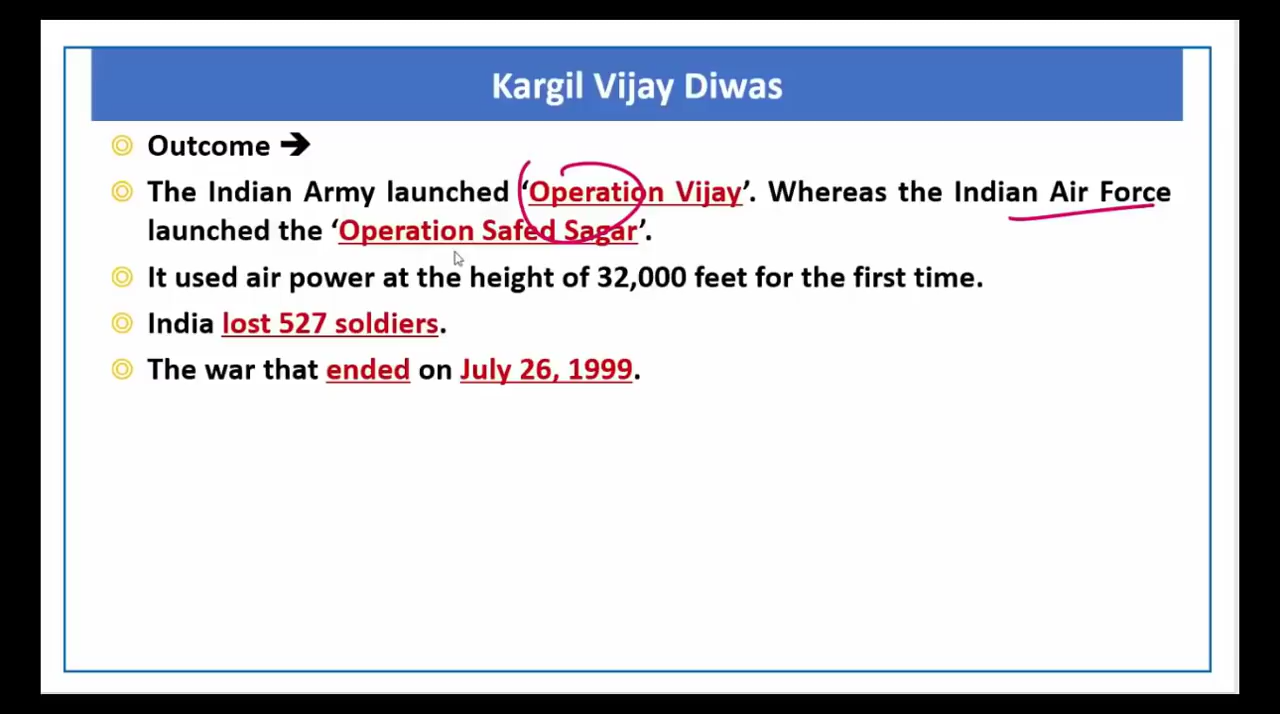 Kargil Vijay Diwas
Outcome ➔
The Indian Army launched ‘Operation Vijay’. Whereas the Indian Air Force
launched the ‘Operation Safed Sagar’.
It used air power at the height of 32,000 feet for the first time.
India lost 527 soldiers.
The war that ended on July 26, 1999.